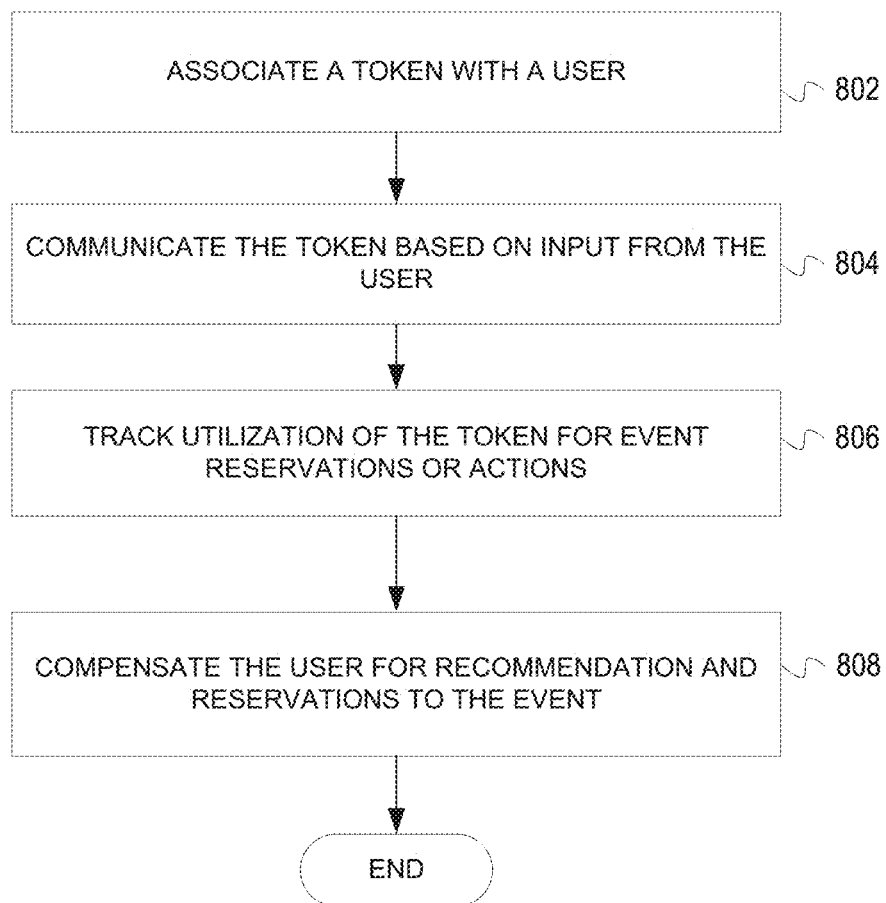 ASSOCIATE A TOKEN WITH A USER
802
COMMUNICATE THE TOKEN BASED ON INPUT FROM THE
USER
804
TRACK UTILIZATION OF THE TOKEN FOR EVENT
RESERVATIONS OR ACTIONS
806
COMPENSATE THE USER FOR RECOMMENDATION AND
RESERVATIONS TO THE EVENT
808
END